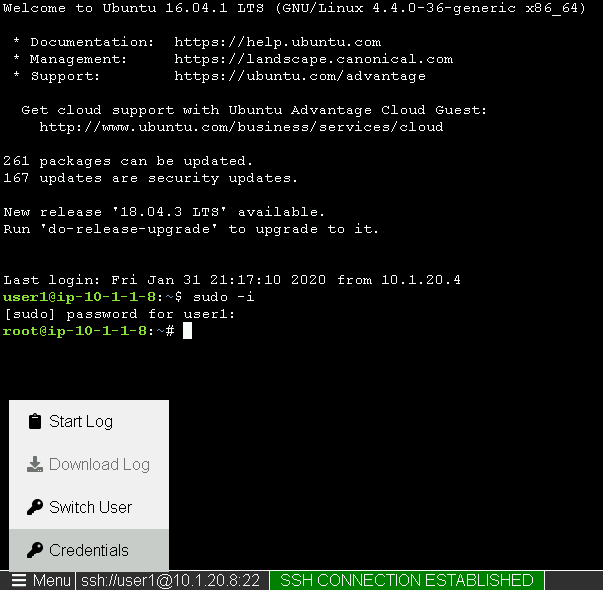 Welcome to Ubuntu 16.04.1 LTS (GNU/Linux 4.4.0-36-generic x86_64)
* Documentation:  https://help.ubuntu.com
* Management:     https://landscape.canonical.com
* Support:        https://ubuntu.com/advantage
Get cloud support with Ubuntu Advantage Cloud Guest:
http://www.ubuntu.com/business/services/cloud
261 packages can be updated.
167 updates are security updates.
New release '18.04.3 LTS' available.
Run 'do-release-upgrade' to upgrade to it.
Last login: Fri Jan 31 21:17:10 2020 from 10.1.20.4
user1@ip-10-1-1-8:~$ sudo -i
[sudo] password for user1:
root@ip-10-1-1-8:~#
Start Log
Download Log
Switch User
Credentials
Menu ssh://user1@10.1.20.8:22 SSH CONNECTION ESTABLISHED